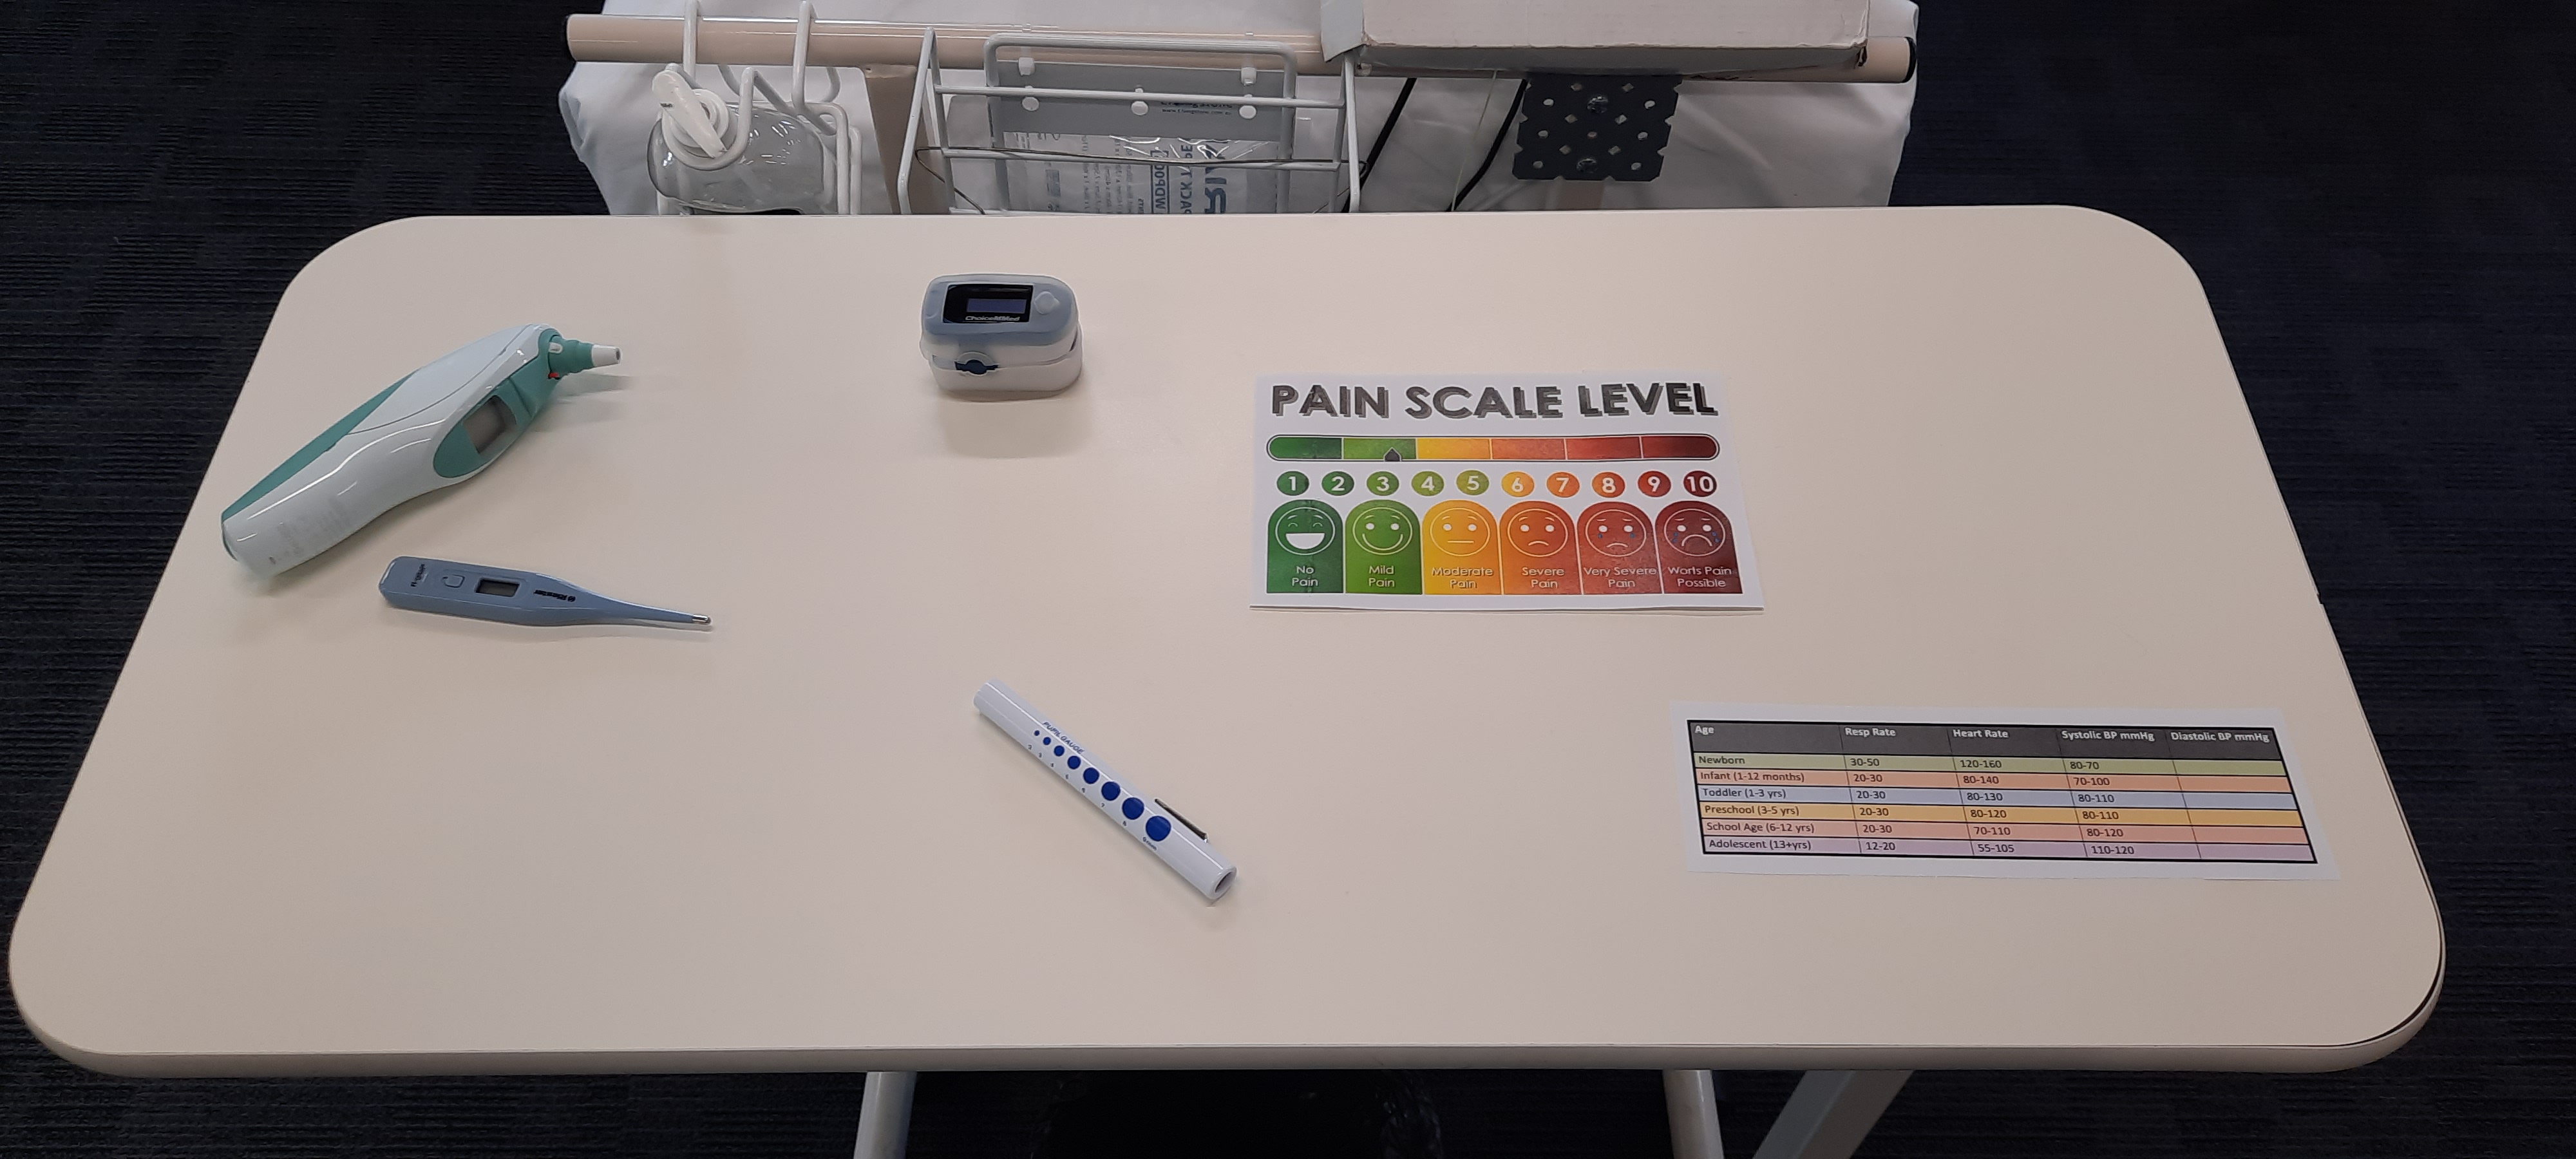 ChoiceMMed
PAIN SCALE LEVEL
1 2 3 4 5 6 7 8 9 10
No Pain
Mild Pain
Moderate Pain
Severe Pain
Very Severe Pain
Worts Pain Possible
Riester
PUPIL GAUGE
Age Resp Rate Heart Rate Systolic BP mmHg Diastolic BP mmHg
Newborn 30-50 120-160 80-70
Infant (1-12 months) 20-30 80-140 70-100
Toddler (1-3 yrs) 20-30 80-130 80-110
Preschool (3-5 yrs) 20-30 80-120 80-110
School Age (6-12 yrs) 20-30 70-110 80-120
Adolescent (13+yrs) 12-20 55-105 110-120